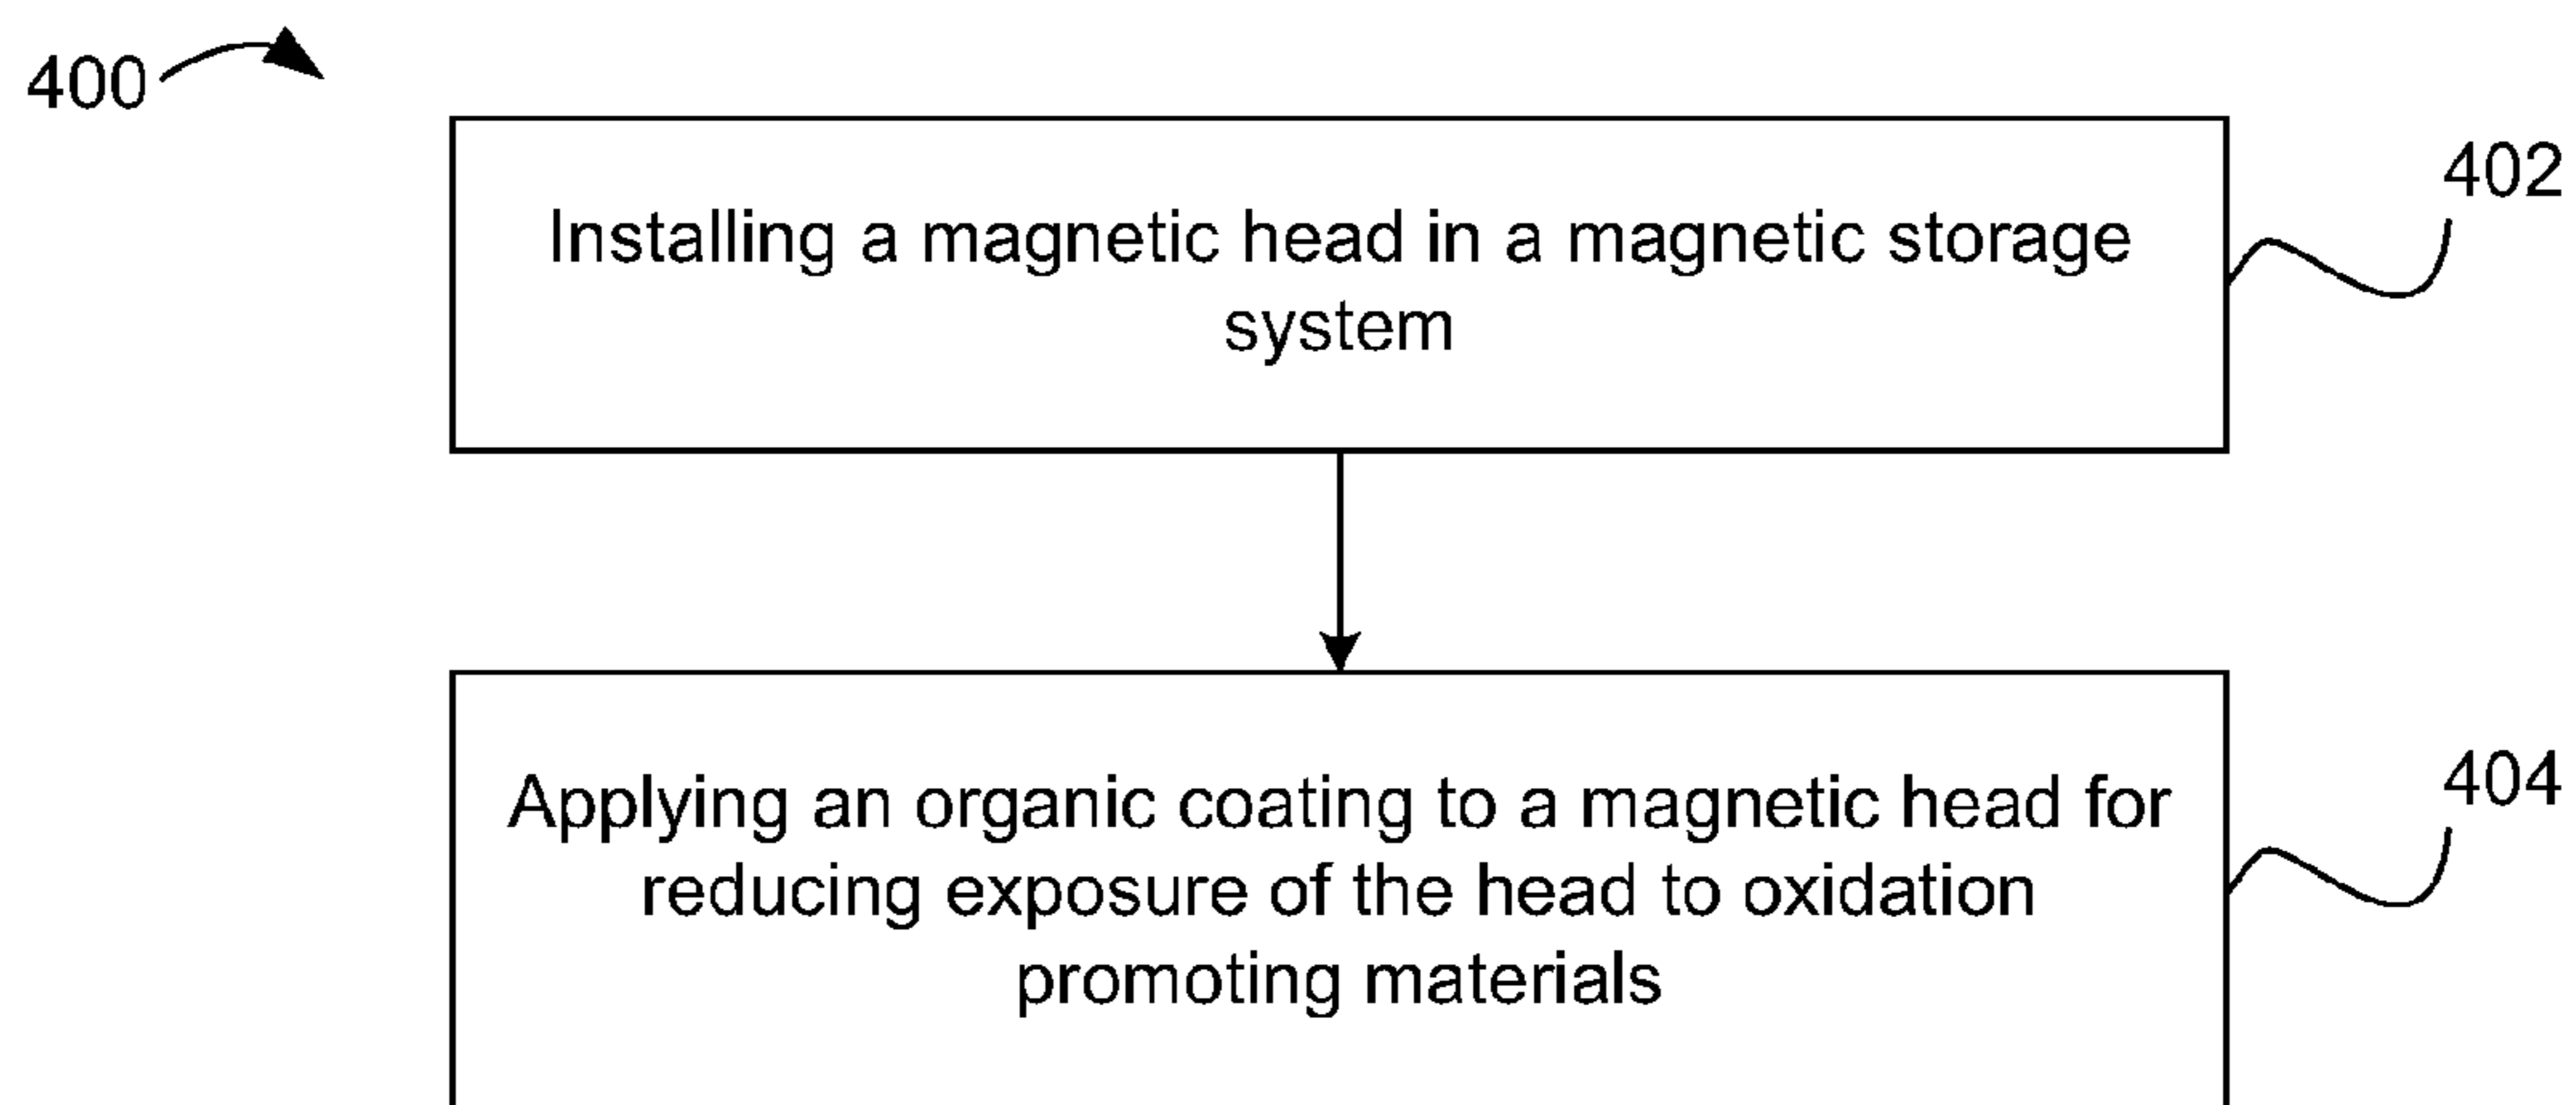 400
402
Installing a magnetic head in a magnetic storage
system
404
Applying an organic coating to a magnetic head for
reducing exposure of the head to oxidation
promoting materials